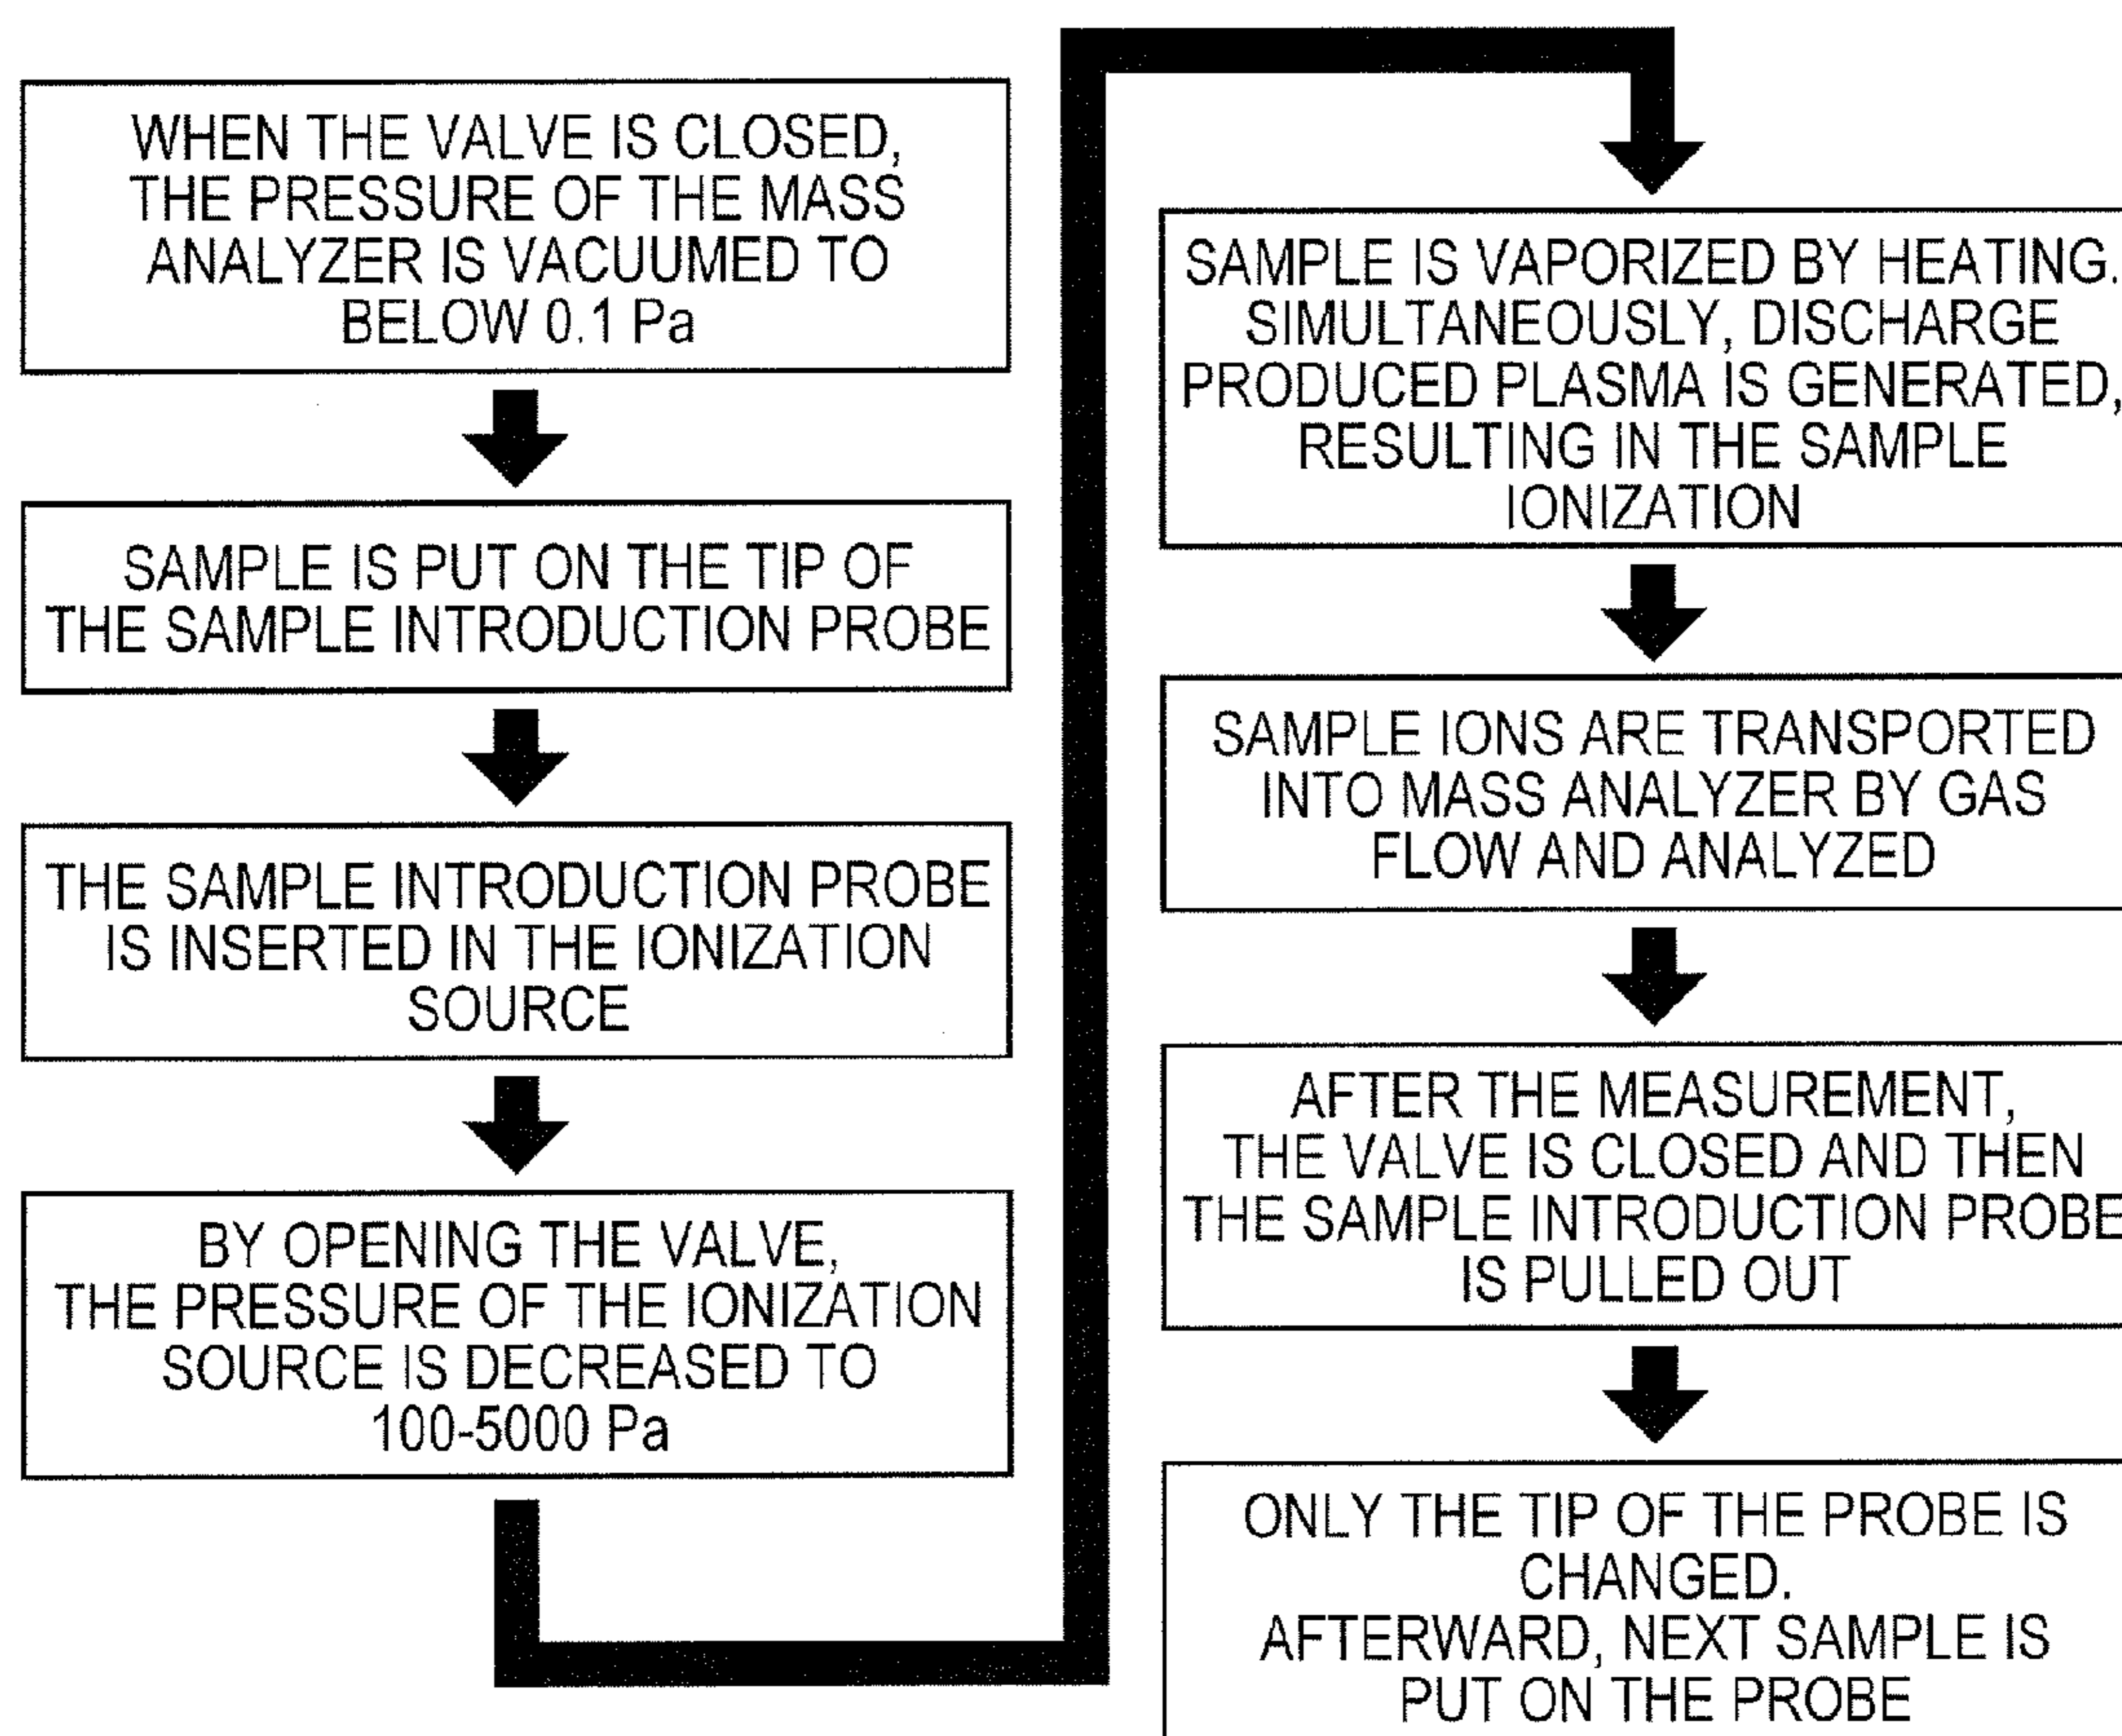 WHEN THE VALVE IS CLOSED,
THE PRESSURE OF THE MASS
ANALYZER IS VACUUMED TO
BELOW 0.1 Pa
SAMPLE IS PUT ON THE TIP OF
THE SAMPLE INTRODUCTION PROBE
THE SAMPLE INTRODUCTION PROBE
IS INSERTED IN THE IONIZATION
SOURCE
BY OPENING THE VALVE,
THE PRESSURE OF THE IONIZATION
SOURCE IS DECREASED TO
100-5000 Pa
SAMPLE IS VAPORIZED BY HEATING.
SIMULTANEOUSLY, DISCHARGE
PRODUCED PLASMA IS GENERATED,
RESULTING IN THE SAMPLE
IONIZATION
SAMPLE IONS ARE TRANSPORTED
INTO MASS ANALYZER BY GAS
FLOW AND ANALYZED
AFTER THE MEASUREMENT,
THE VALVE IS CLOSED AND THEN
THE SAMPLE INTRODUCTION PROBE
IS PULLED OUT
ONLY THE TIP OF THE PROBE IS
CHANGED.
AFTERWARD, NEXT SAMPLE IS
PUT ON THE PROBE